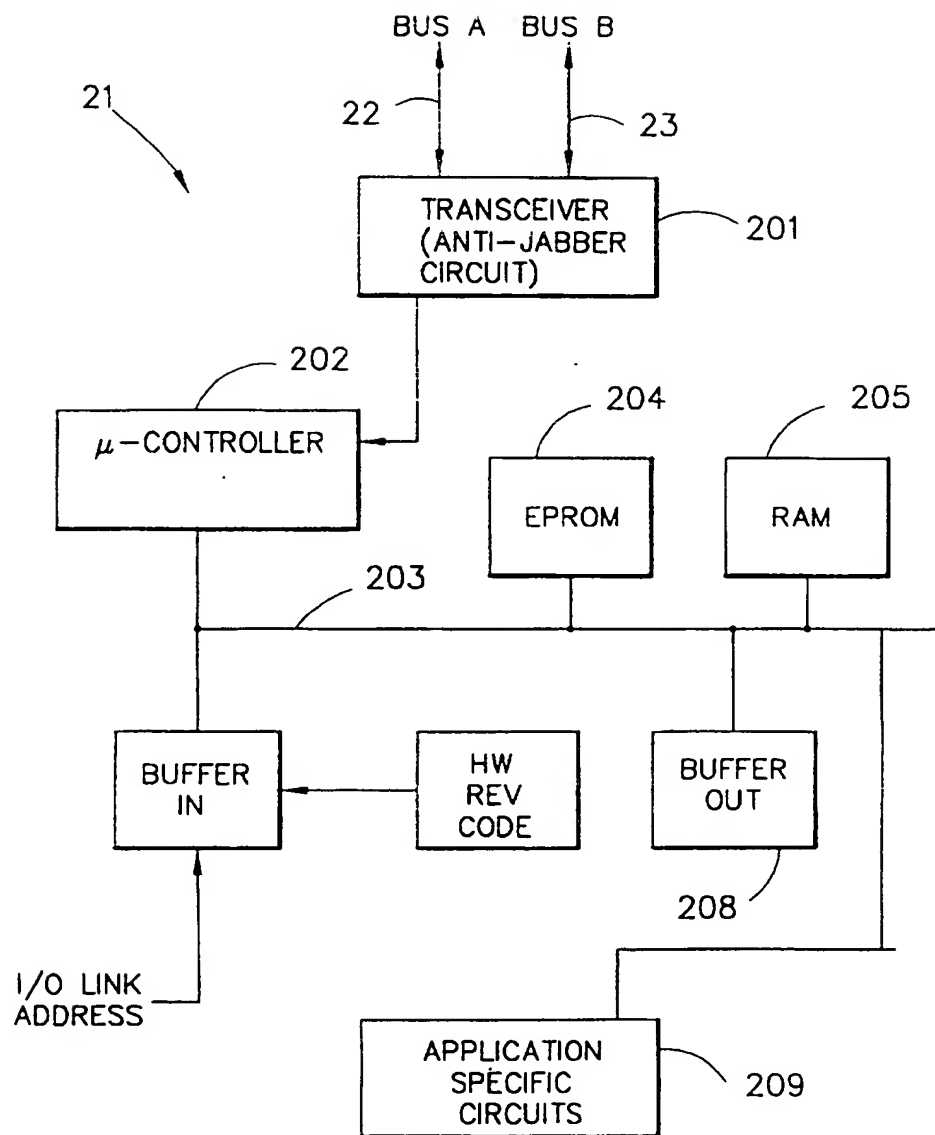 BUS A BUS B
21
22
23
TRANSCEIVER
(ANTI-JABBER
CIRCUIT)
201
202
μ-CONTROLLER
204
205
EPROM
RAM
203
BUFFER
IN
HW
REV
CODE
BUFFER
OUT
208
I/O LINK
ADDRESS
APPLICATION
SPECIFIC
CIRCUITS
209